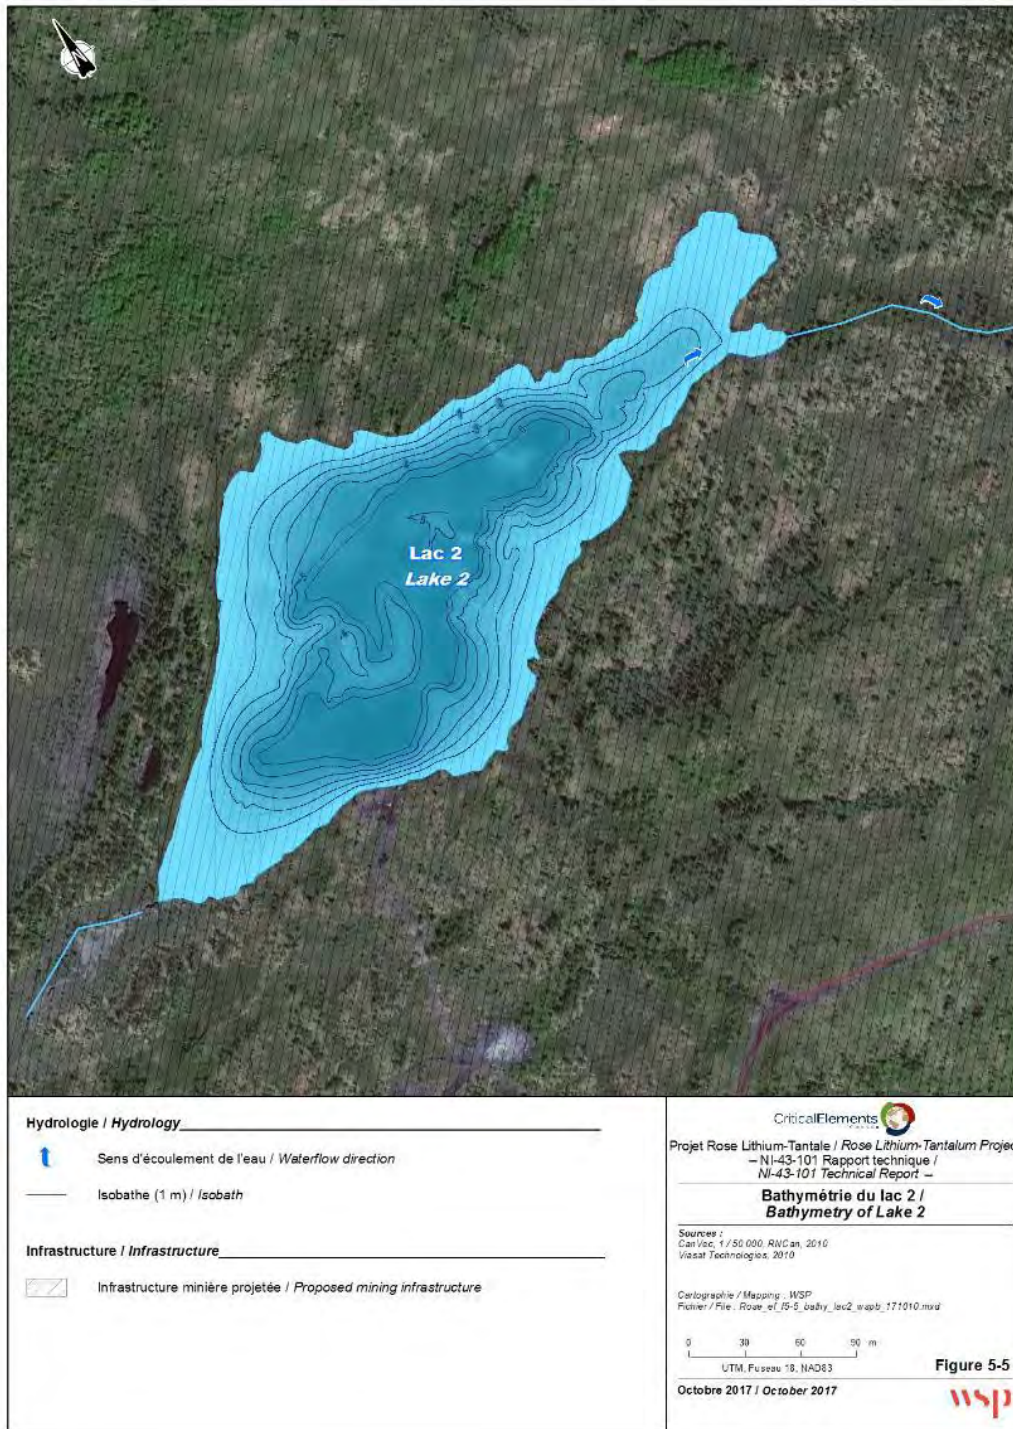 Lac 2
Lake 2
Hydrologie / Hydrology
Sens d'écoulement de l'eau / Waterflow direction
Isobathe (1 m) / Isobath
Infrastructure / Infrastructure
Infrastructure minière projetée / Proposed mining infrastructure
CriticalElements
Projet Rose Lithium-Tantale / Rose Lithium-Tantalum Projec
– NI-43-101 Rapport technique /
NI-43-101 Technical Report –
Bathymétrie du lac 2 /
Bathymetry of Lake 2
Sources :
CanVec, 1 / 50 000, RNCan, 2010
Viasat Technologies, 2010
Cartographie / Mapping : WSP
Fichier / File :
0 30 60 90 m
UTM, Fuseau 18, NAD83
Figure 5-5
Octobre 2017 / October 2017
wsp